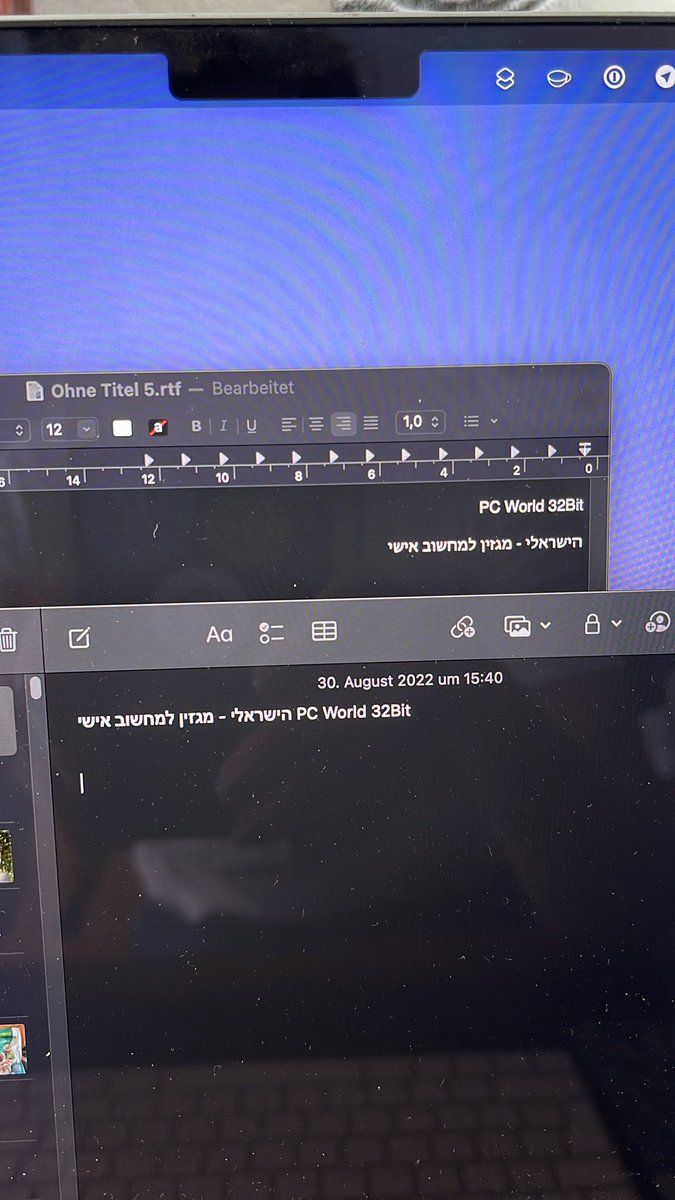 Ohne Titel 5.rtf — Bearbeitet
12 a B I U 1,0
14 12 10 8 6 4 2 0
PC World 32Bit
הישראלי - מגזין למחשוב אישי
Aa
30. August 2022 um 15:40
PC World 32Bit הישראלי - מגזין למחשוב אישי